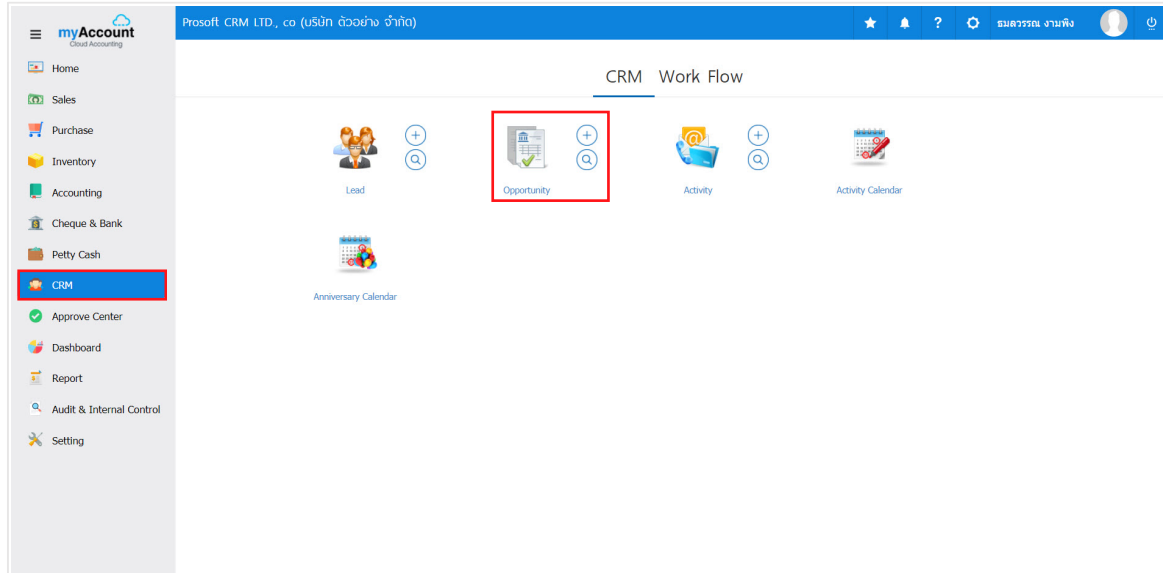 myAccount
Cloud Accounting
Prosoft CRM LTD., co (บริษัท ตัวอย่าง จำกัด)
?
ธมลวรรณ งามพิง
Home
Sales
Purchase
Inventory
Accounting
Cheque & Bank
Petty Cash
CRM
Approve Center
Dashboard
Report
Audit & Internal Control
Setting
CRM Work Flow
Lead
Opportunity
Activity
Activity Calendar
Anniversary Calendar